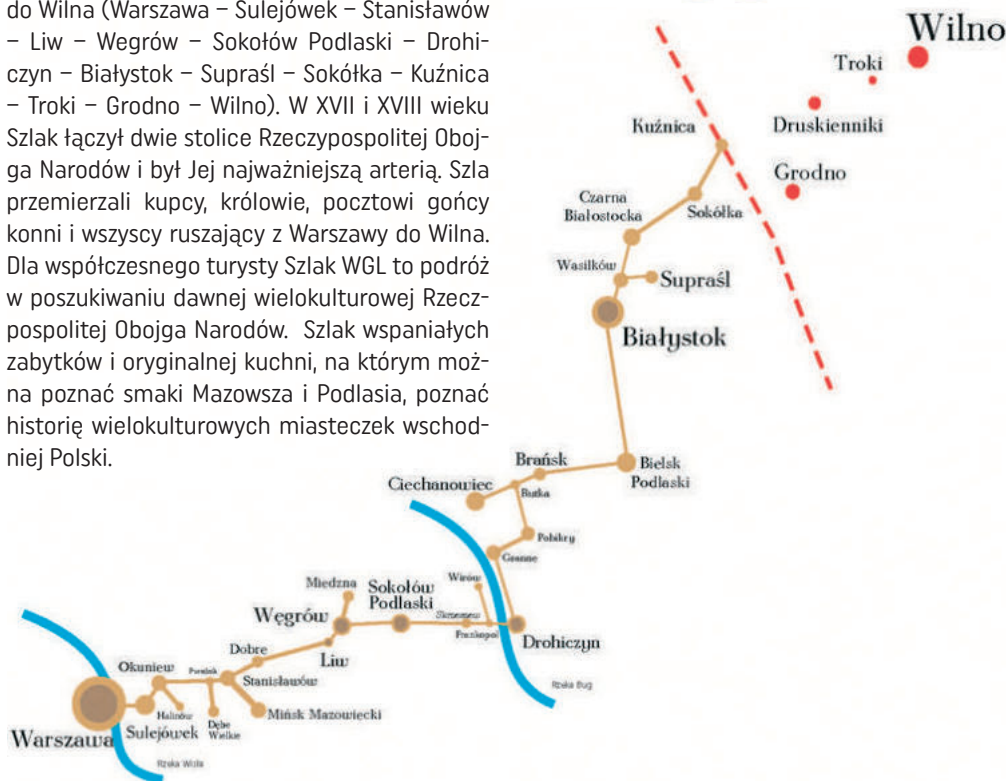 do Wilna (Warszawa – Sulejówek – Stanisławów
– Liw – Wegrów – Sokołów Podlaski – Drohi-
czyn – Białystok – Supraśl – Sokółka – Kuźnica
– Troki – Grodno – Wilno). W XVII i XVIII wieku
Szlak łączył dwie stolice Rzeczypospolitej Oboj-
ga Narodów i był Jej najważniejszą arterią. Szla
przemierzali kupcy, królowie, pocztowi gońcy
konni i wszyscy ruszający z Warszawy do Wilna.
Dla współczesnego turysty Szlak WGL to podróż
w poszukiwaniu dawnej wielokulturowej Rzecz-
pospolitej Obojga Narodów. Szlak wspaniałych
zabytków i oryginalnej kuchni, na którym moż-
na poznać smaki Mazowsza i Podlasia, poznać
historię wielokulturowych miasteczek wschod-
niej Polski.
Wilno
Troki
Druskienniki
Kuźnica
Grodno
Czarna
Białostocka
Sokółka
Wasilków
Supraśl
Białystok
Brańsk
Bielsk
Podlaski
Ciechanowiec
Rudka
Pobikry
Granne
Wirów
Miedzna
Sokołów
Podlaski
Węgrów
Skrzeszew
Frankopol
Drohiczyn
Liw
Dobre
Rzeka Bug
Okuniew
Stanisławów
Mińsk Mazowiecki
Halinów
Dębe
Wielkie
Sulejówek
Warszawa
Rzeka Wisła